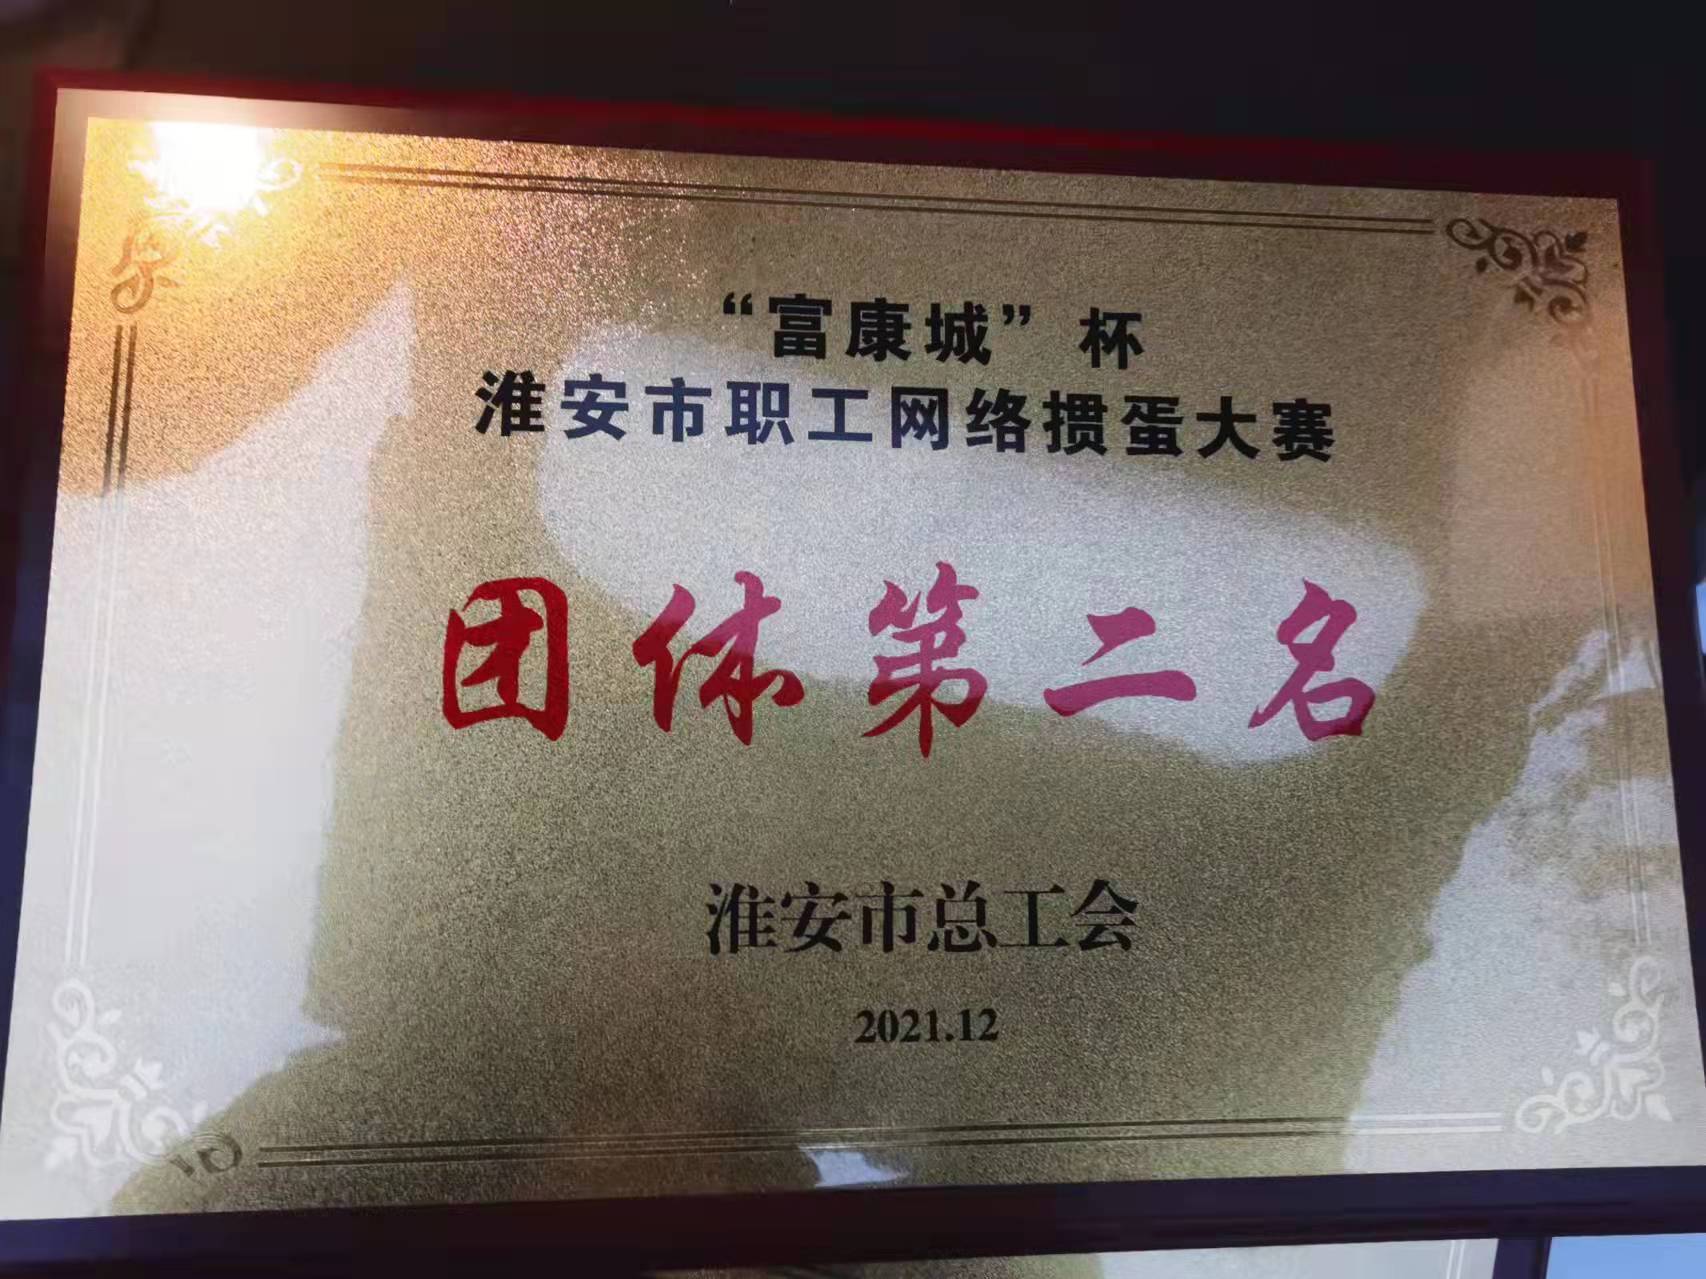 “富康城”杯
淮安市职工网络掼蛋大赛
团体第二名
淮安市总工会
2021.12